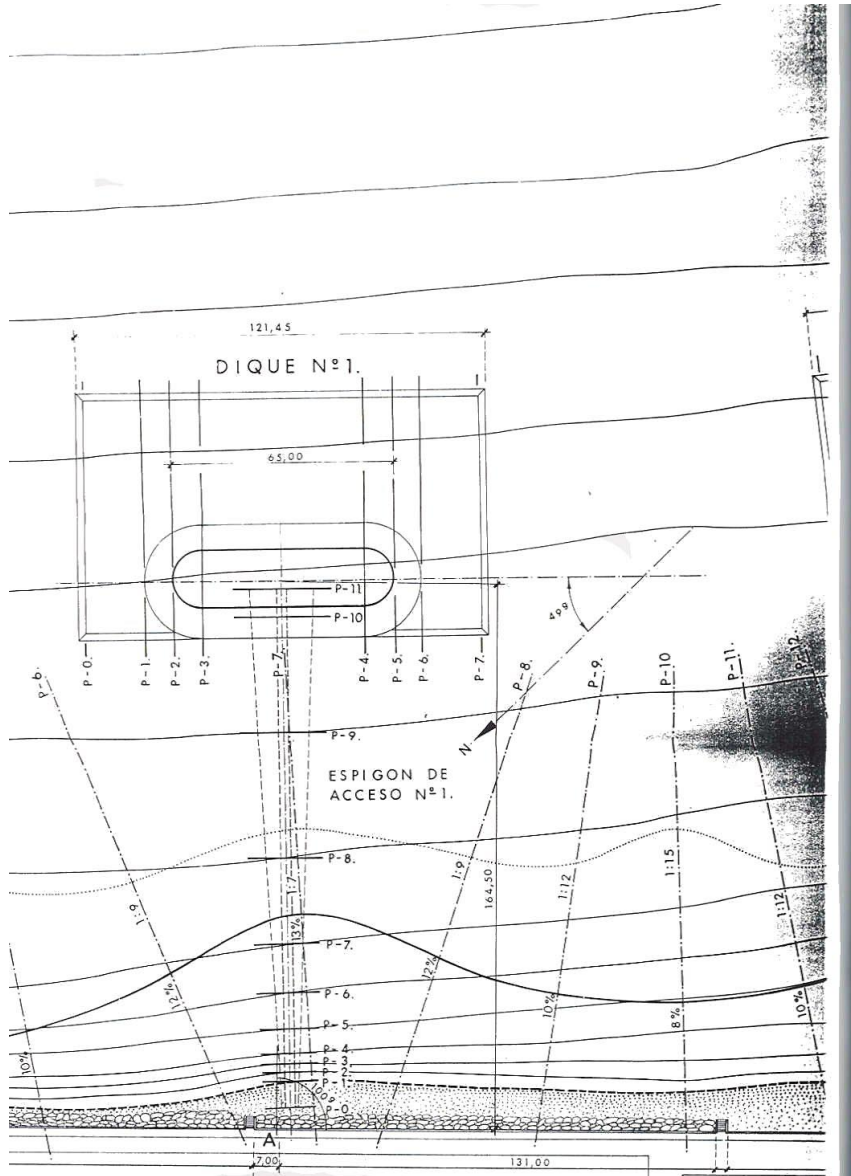 121,45
DIQUE Nº1.
65,00
P-11
P-10
499
P-6.
P-0.
P-1.
P-2.
P-3.
P-7.
P-4.
P-5.
P-6.
P-7.
P-8.
P-9.
P-10
P-11.
P-12.
N
P-9.
ESPIGON DE
ACCESO Nº1.
P-8.
1:7
1:9
164,50
1:12
1:15
1:12
1:9
13%
P-7.
12%
12%
P-6.
10%
8%
10%
P-5.
10%
P-4.
P-3
P-2.
P-1.
100g
P-0.
A
7,00
131,00